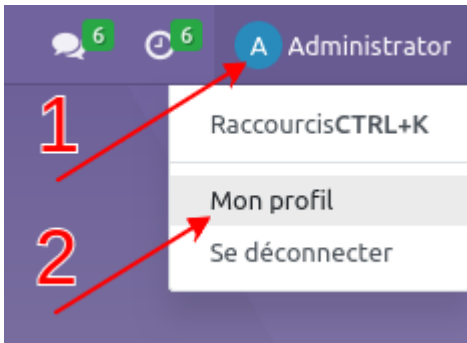 6 6 A Administrator
1
RaccourcisCTRL+K
Mon profil
2
Se déconnecter